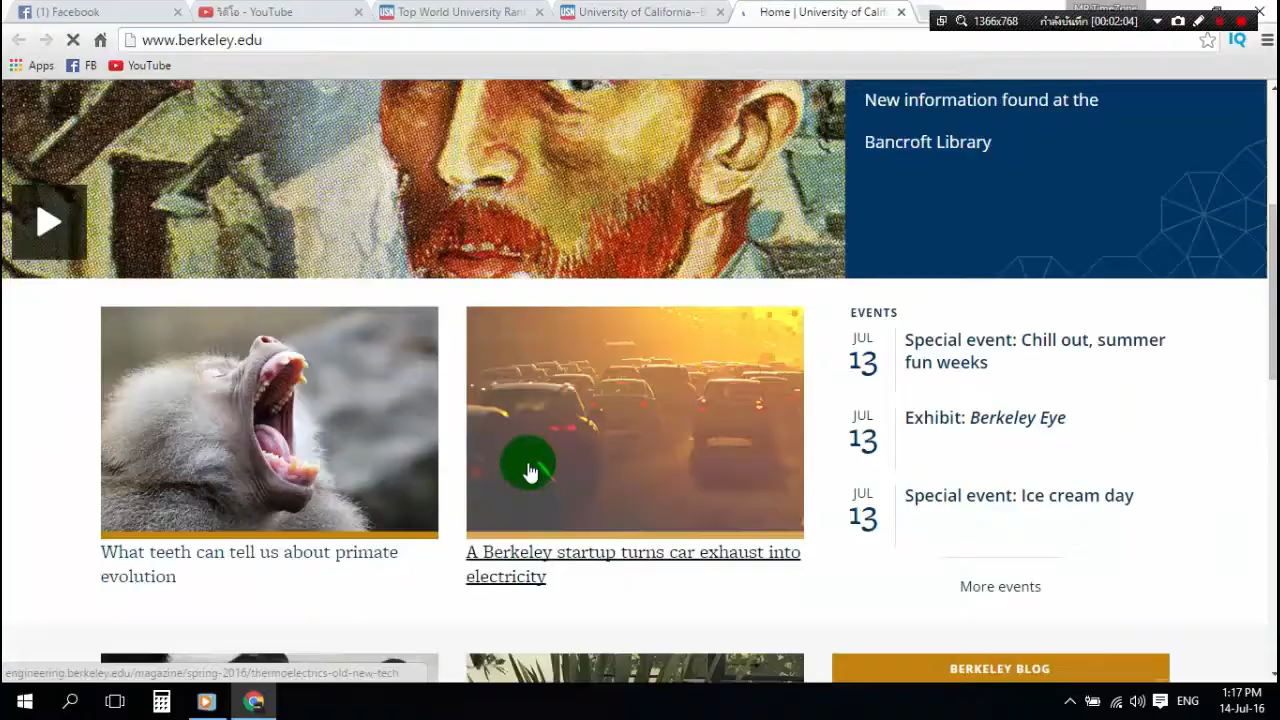 (1) Facebook
วิดีโอ - YouTube
Top World University Ran
University of California--B
Home | University of Calif
1366x768
กำลังบันทึก [00:02:04]
www.berkeley.edu
IQ
Apps
FB
YouTube
New information found at the
Bancroft Library
EVENTS
JUL
13
Special event: Chill out, summer
fun weeks
JUL
13
Exhibit: Berkeley Eye
JUL
13
Special event: Ice cream day
More events
What teeth can tell us about primate
evolution
A Berkeley startup turns car exhaust into
electricity
BERKELEY BLOG
engineering.berkeley.edu/magazine/spring-2016/thermoelectrics-old-new-tech
ENG
1:17 PM
14-Jul-16